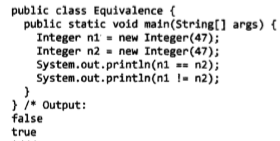 public class Equivalence {
  public static void main(String[] args) {
    Integer n1 = new Integer(47);
    Integer n2 = new Integer(47);
    System.out.println(n1 == n2);
    System.out.println(n1 != n2);
  }
} /* Output:
false
true